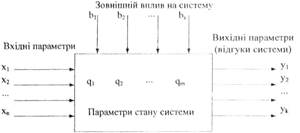 Зовнішній вплив на систему
b₁ b₂ ... bₛ
Вхідні параметри
Вихідні параметри
(відгуки системи)
x₁
x₂
...
xₙ
q₁ q₂ ... qₘ
Параметри стану системи
y₁
y₂
...
yₖ